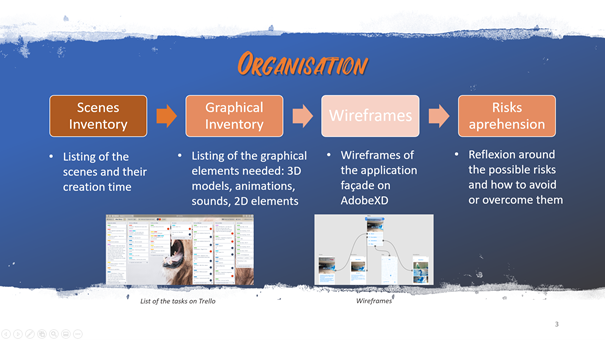 ORGANISATION
Scenes
Inventory
Graphical
Inventory
Wireframes
Risks
aprehension
• Listing of the
scenes and their
creation time
• Listing of the graphical
elements needed: 3D
models, animations,
sounds, 2D elements
• Wireframes of
the application
façade on
AdobeXD
• Reflexion around
the possible risks
and how to avoid
or overcome them
List of the tasks on Trello
Wireframes
3